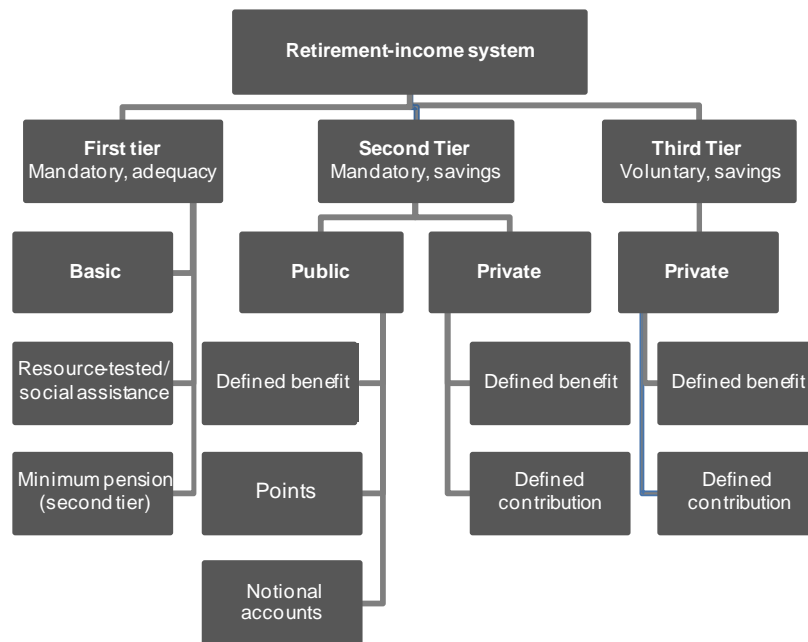 Retirement-income system
First tier
Mandatory, adequacy
Second Tier
Mandatory, savings
Third Tier
Voluntary, savings
Basic
Public
Private
Private
Resource-tested/
social assistance
Defined benefit
Defined benefit
Defined benefit
Minimum pension
(second tier)
Points
Defined
contribution
Defined
contribution
Notional
accounts